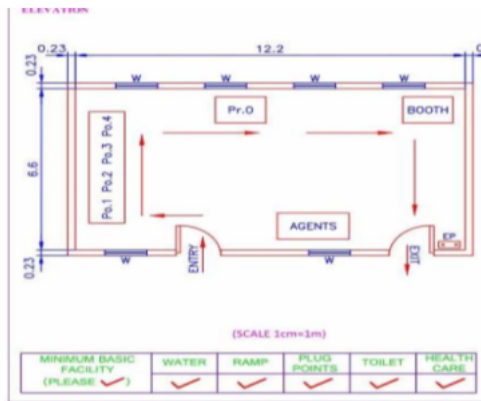 ELEVATION
0.23
12.2
0.23
W
W
W
W
Pr.O
BOOTH
Po.1 Po.2 Po.3 Po.4
6.6
AGENTS
EP
0.23
W
ENTRY
W
EXIT
(SCALE 1cm=1m)
MINIMUM BASIC FACILITY (PLEASE ✓)
WATER
RAMP
PLUG POINTS
TOILET
HEALTH CARE
✓ ✓ ✓ ✓ ✓